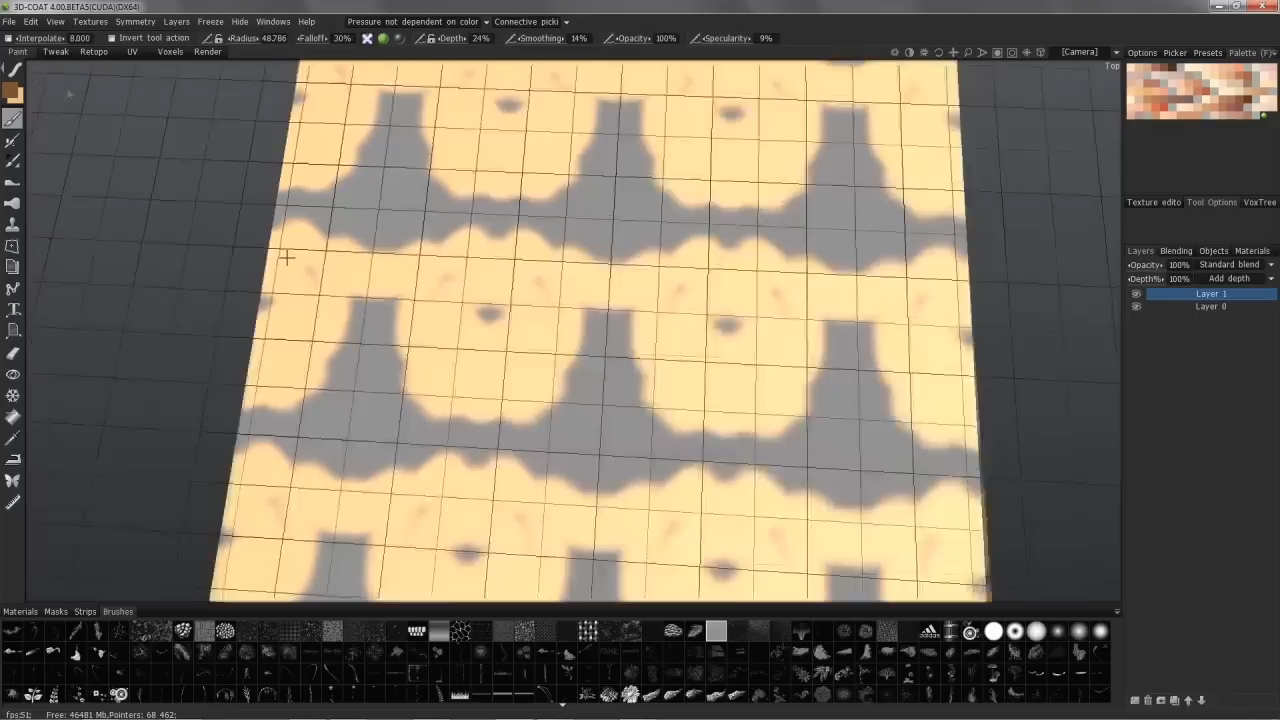 3D-COAT 4.00.BETA5(CUDA)(DX64)
File Edit View Textures Symmetry Layers Freeze Hide Windows Help Pressure not dependent on color Connective picki
Interpolate: 8.000 Invert tool action Radius: 48.786 Falloff: 30% Depth: 24% Smoothing: 14% Opacity: 100% Specularity: 9%
Paint Tweak Retopo UV Voxels Render [Camera] Options Picker Presets Palette (F)
Top
Texture edito Tool Options VoxTree
Layers Blending Objects Materials
Opacity: 100% Standard blend
Depth%: 100% Add depth
Layer 1
Layer 0
Materials Masks Strips Brushes
adidas
fps:51; Free: 46481 Mb,Pointers: 68 462;